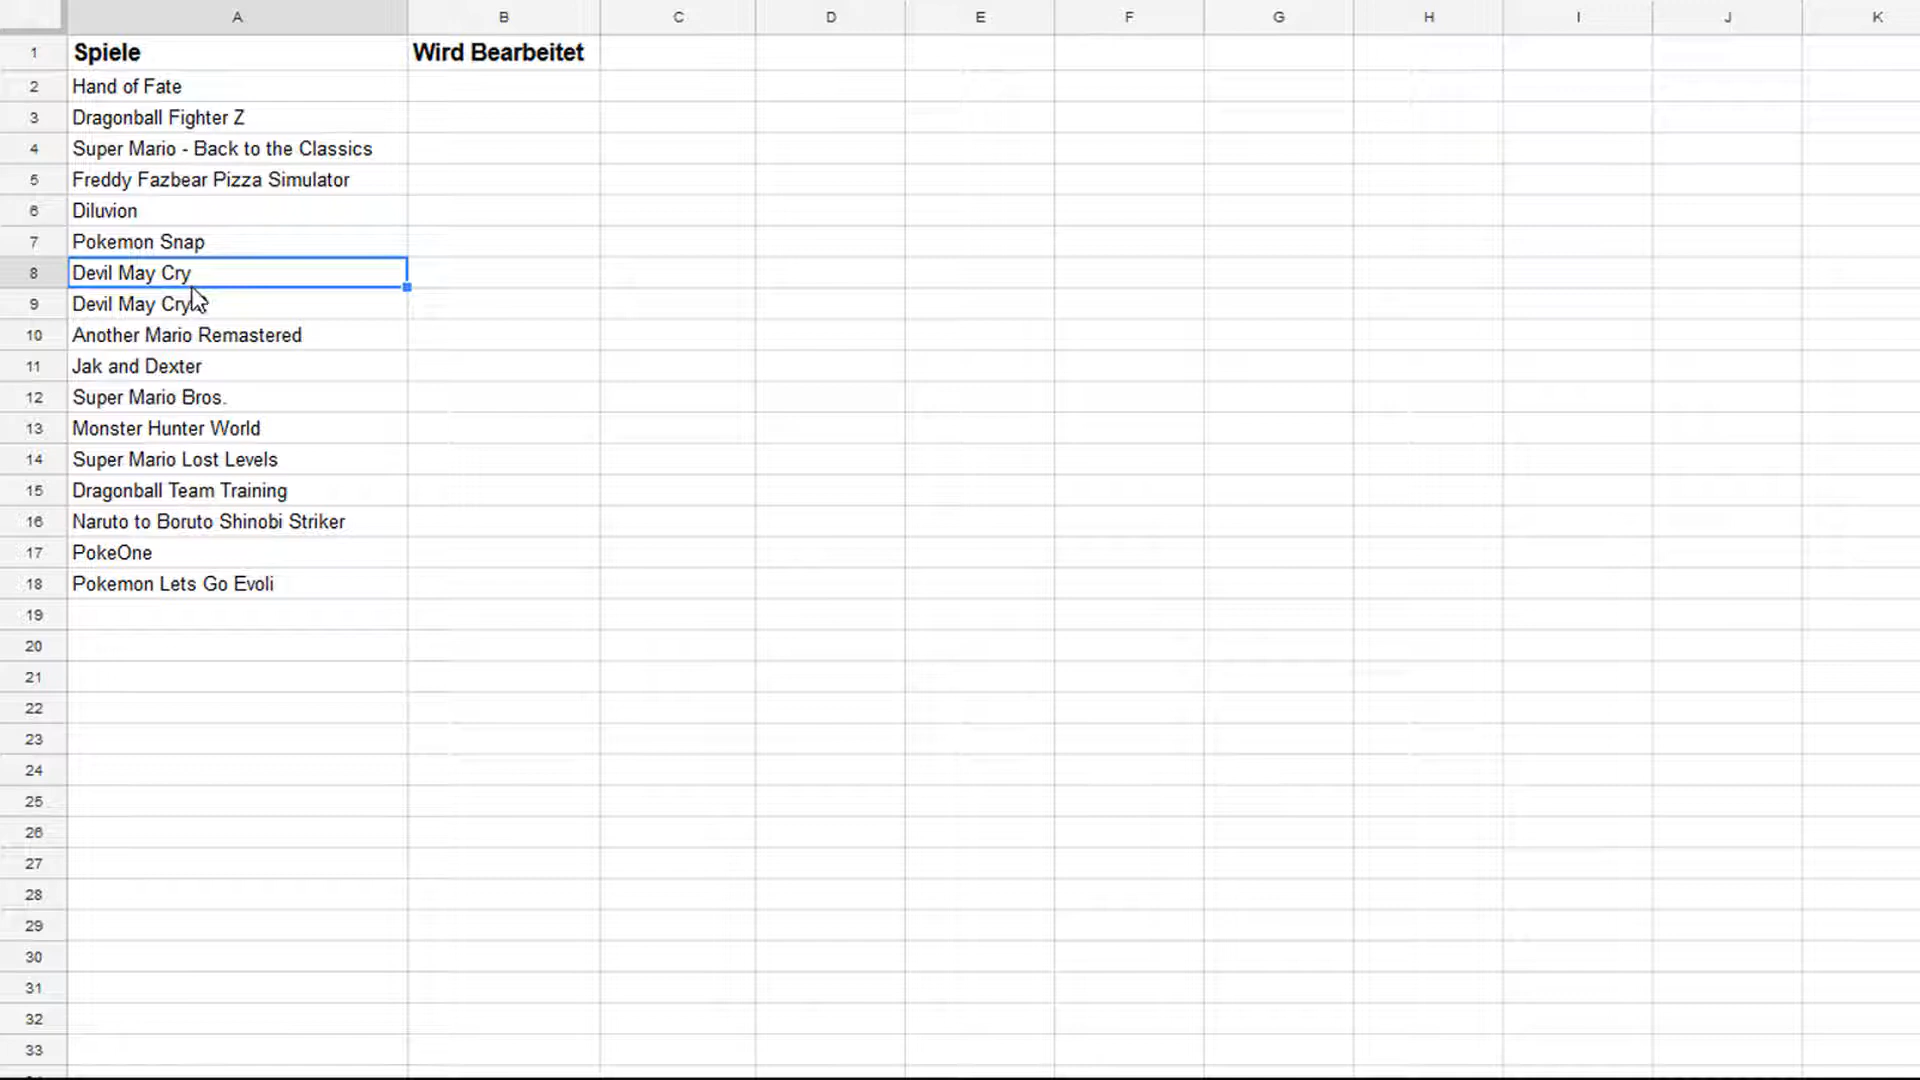 A B C D E F G H I J K
1 Spiele Wird Bearbeitet
2 Hand of Fate
3 Dragonball Fighter Z
4 Super Mario - Back to the Classics
5 Freddy Fazbear Pizza Simulator
6 Diluvion
7 Pokemon Snap
8 Devil May Cry
9 Devil May Cry
10 Another Mario Remastered
11 Jak and Dexter
12 Super Mario Bros.
13 Monster Hunter World
14 Super Mario Lost Levels
15 Dragonball Team Training
16 Naruto to Boruto Shinobi Striker
17 PokeOne
18 Pokemon Lets Go Evoli
19
20
21
22
23
24
25
26
27
28
29
30
31
32
33